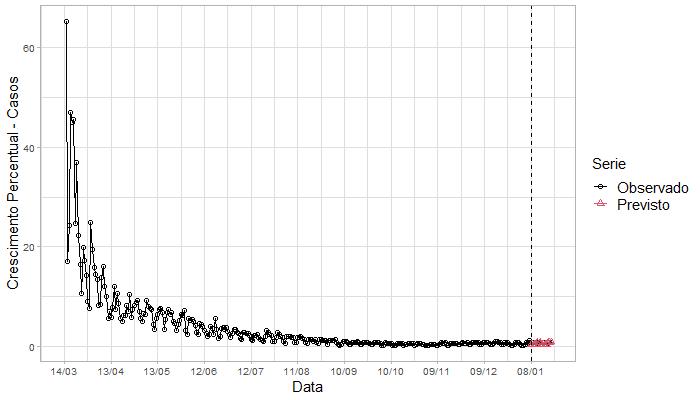 Crescimento Percentual - Casos
60
40
20
0
14/03 13/04 13/05 12/06 12/07 11/08 10/09 10/10 09/11 09/12 08/01
Data
Serie
Observado
Previsto